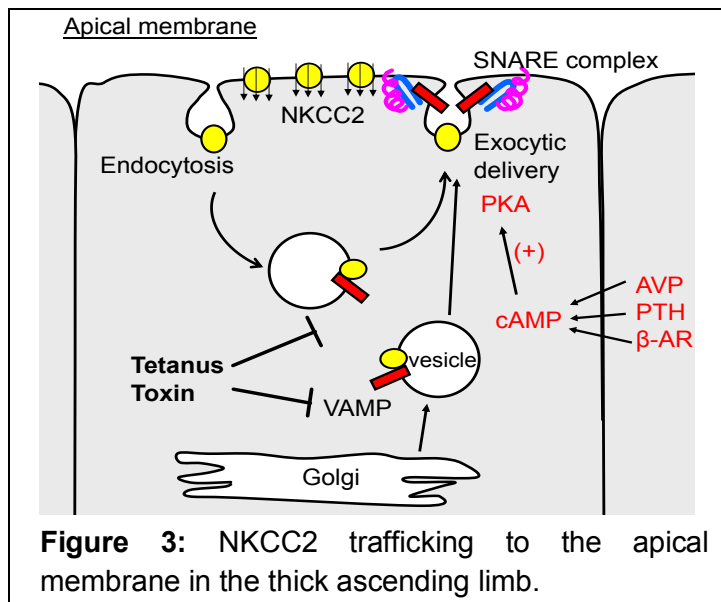 Apical membrane
SNARE complex
NKCC2
Endocytosis
Exocytic
delivery
PKA
(+)
AVP
cAMP
PTH
β-AR
Tetanus
Toxin
vesicle
VAMP
Golgi
Figure 3: NKCC2 trafficking to the apical
membrane in the thick ascending limb.